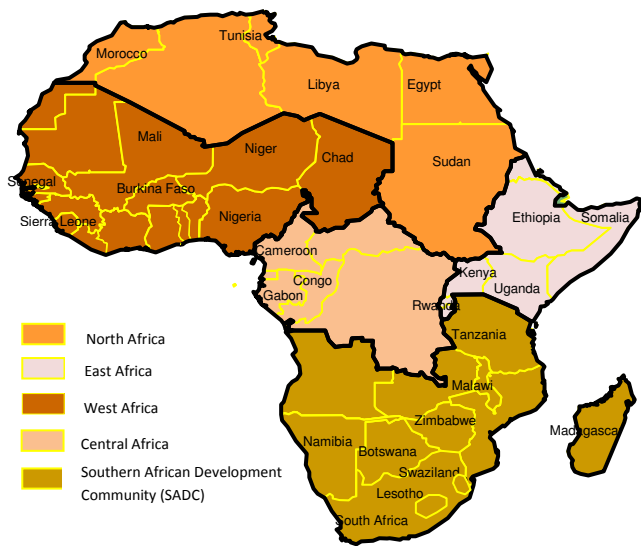 Tunisia
Morocco
Libya
Egypt
Mali
Niger
Chad
Sudan
Senegal
Burkina Faso
Sierra Leone
Nigeria
Ethiopia
Somalia
Cameroon
Congo
Kenya
Gabon
Uganda
Rwanda
Tanzania
Malawi
Zimbabwe
Madagasca
Namibia
Botswana
Swaziland
Lesotho
South Africa
North Africa
East Africa
West Africa
Central Africa
Southern African Development
Community (SADC)